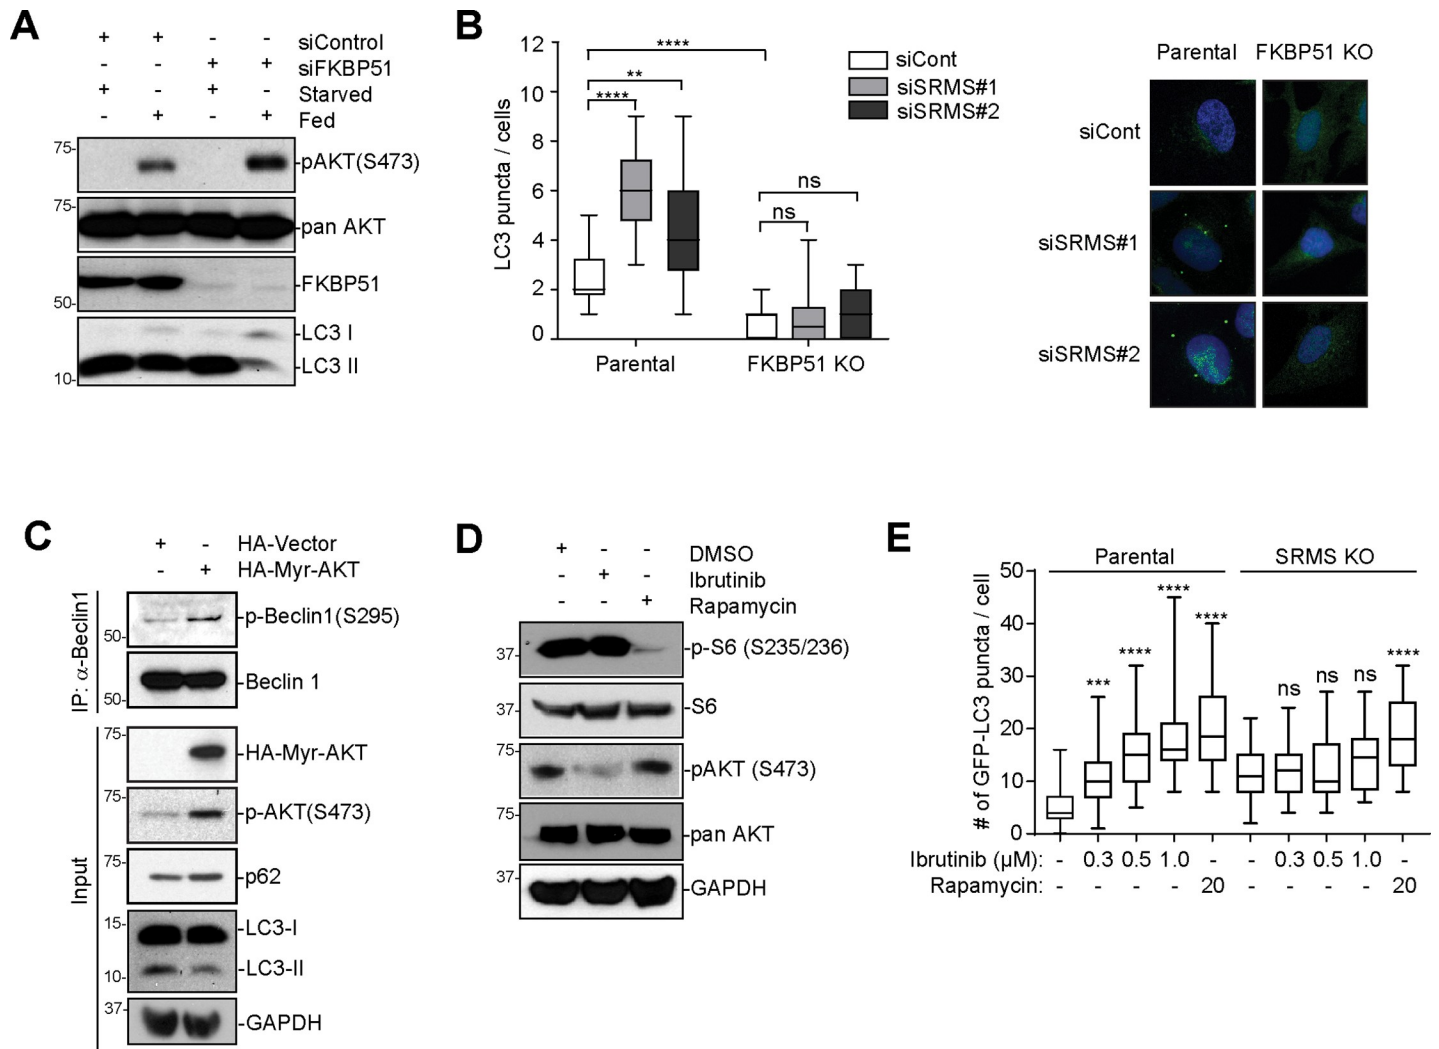 A
+ + - - siControl
- - + + siFKBP51
+ - + - Starved
- + - + Fed
75- -pAKT(S473)
75- -pan AKT
-FKBP51
50-
-LC3 I
-LC3 II
10-
B
LC3 puncta / cells
12
10
8
6
4
2
0
****
**
****
ns
ns
Parental FKBP51 KO
siCont
siSRMS#1
siSRMS#2
Parental FKBP51 KO
siCont
siSRMS#1
siSRMS#2
C
+ - HA-Vector
- + HA-Myr-AKT
IP: α-Beclin1
-p-Beclin1(S295)
50-
-Beclin 1
50-
Input
75-
-HA-Myr-AKT
75-
-p-AKT(S473)
75-
-p62
15- -LC3-I
-LC3-II
10-
37-
-GAPDH
D
+ - - DMSO
- + - Ibrutinib
- - + Rapamycin
37- -p-S6 (S235/236)
37- -S6
75-
-pAKT (S473)
75-
-pan AKT
37-
-GAPDH
E
Parental SRMS KO
# of GFP-LC3 puncta / cell
50
40
30
20
10
0
*** **** **** **** ns ns ns ****
Ibrutinib (µM): - 0.3 0.5 1.0 - - 0.3 0.5 1.0 -
Rapamycin: - - - - 20 - - - - 20